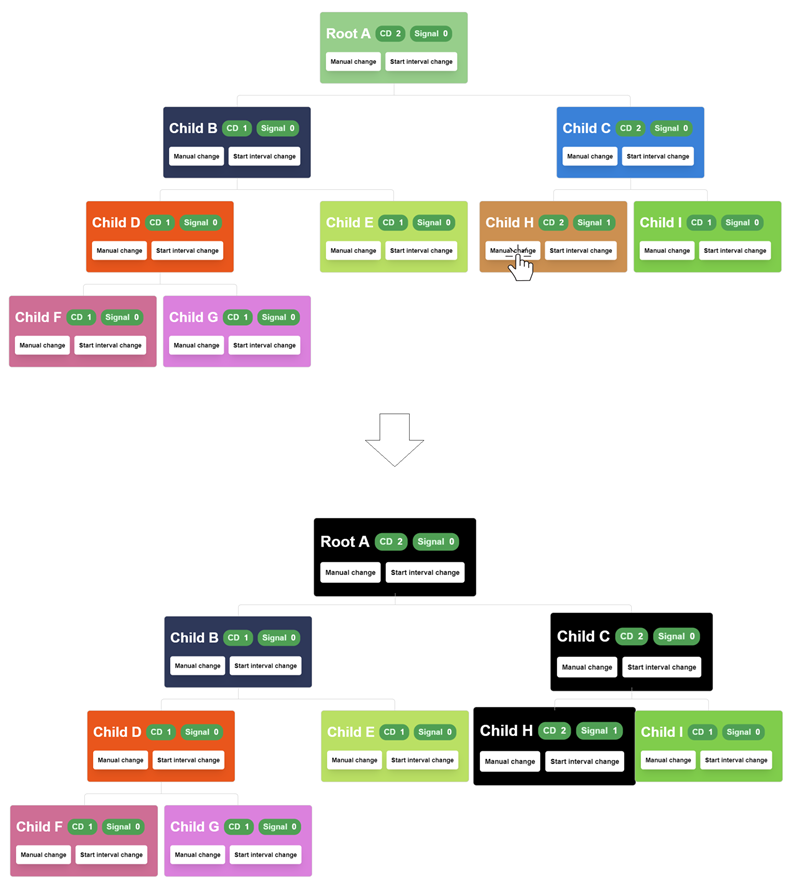 Root A CD 2 Signal 0
Manual change Start interval change
Child B CD 1 Signal 0
Manual change Start interval change
Child C CD 2 Signal 0
Manual change Start interval change
Child D CD 1 Signal 0
Manual change Start interval change
Child E CD 1 Signal 0
Manual change Start interval change
Child H CD 2 Signal 1
Manual change Start interval change
Child I CD 1 Signal 0
Manual change Start interval change
Child F CD 1 Signal 0
Manual change Start interval change
Child G CD 1 Signal 0
Manual change Start interval change
Root A CD 2 Signal 0
Manual change Start interval change
Child B CD 1 Signal 0
Manual change Start interval change
Child C CD 2 Signal 0
Manual change Start interval change
Child D CD 1 Signal 0
Manual change Start interval change
Child E CD 1 Signal 0
Manual change Start interval change
Child H CD 2 Signal 1
Manual change Start interval change
Child I CD 1 Signal 0
Manual change Start interval change
Child F CD 1 Signal 0
Manual change Start interval change
Child G CD 1 Signal 0
Manual change Start interval change